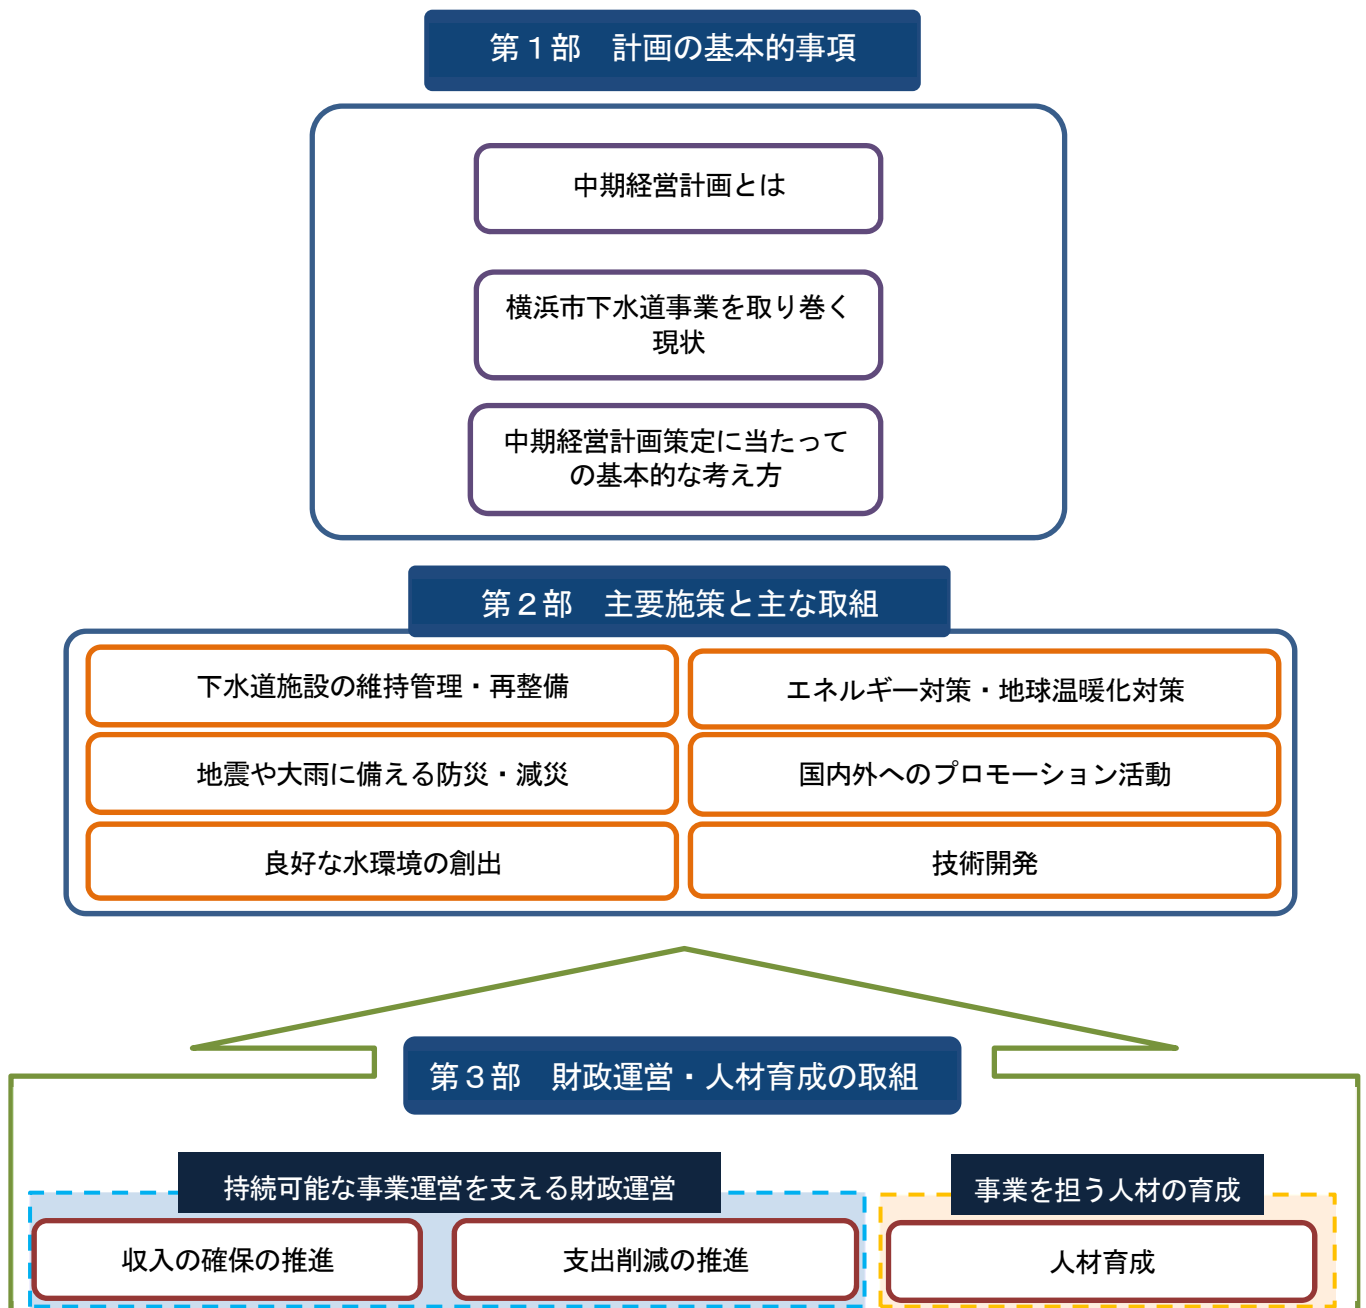 第１部　計画の基本的事項
中期経営計画とは
横浜市下水道事業を取り巻く
現状
中期経営計画策定に当たって
の基本的な考え方
第２部　主要施策と主な取組
下水道施設の維持管理・再整備
エネルギー対策・地球温暖化対策
地震や大雨に備える防災・減災
国内外へのプロモーション活動
良好な水環境の創出
技術開発
第３部　財政運営・人材育成の取組
持続可能な事業運営を支える財政運営
事業を担う人材の育成
収入の確保の推進
支出削減の推進
人材育成